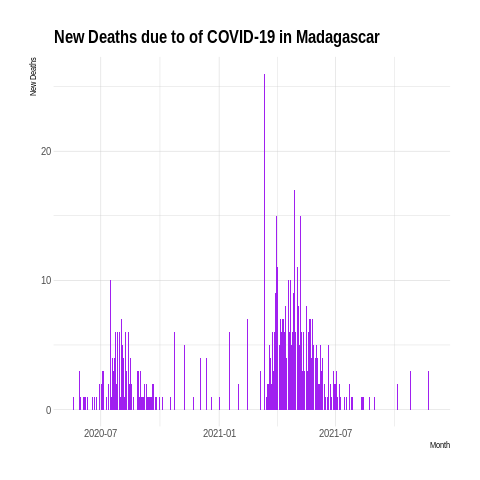 New Deaths due to of COVID-19 in Madagascar
New Deaths
20
10
0
2020-07 2021-01 2021-07
Month